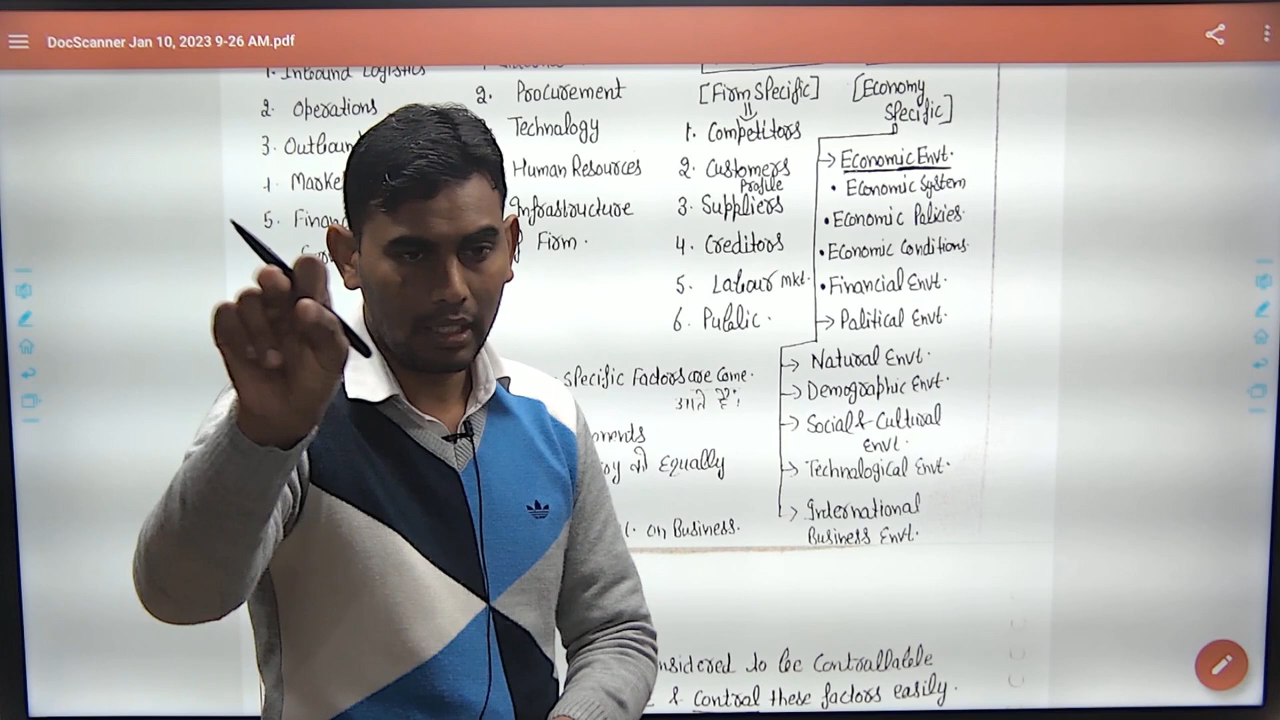 DocScanner Jan 10, 2023 9-26 AM.pdf
1. Inbound Logistics
2. Operations
3. Outboun
4. Marke
5. Finan
2. Procurement
Technology
Human Resources
Infrastructure
Firm.
[Firm Specific]
1. Competitors
2. Customers
Profile
3. Suppliers
4. Creditors
5. Labour mkt.
6. Public.
[Economy
Specific]
→ Economic Envt.
• Economic System
• Economic Policies.
• Economic Conditions.
• Financial Envt.
→ Political Envt.
→ Natural Envt.
→ Demographic Envt.
→ Social & Cultural
Envt.
→ Technological Envt.
→ International
Business Envt.
Specific Factors are Come.
आते हैं।
nments
Equally
on Business.
nsidered to be Controllable
& Control these factors easily.